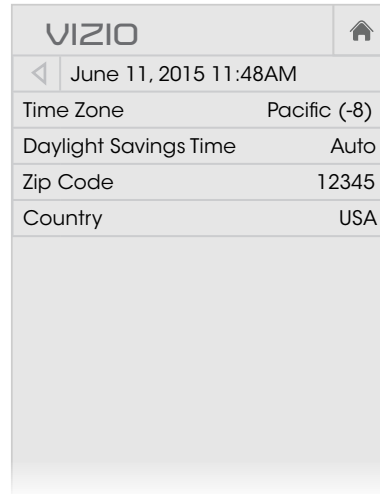 VIZIO
June 11, 2015 11:48AM
Time Zone Pacific (-8)
Daylight Savings Time Auto
Zip Code 12345
Country USA